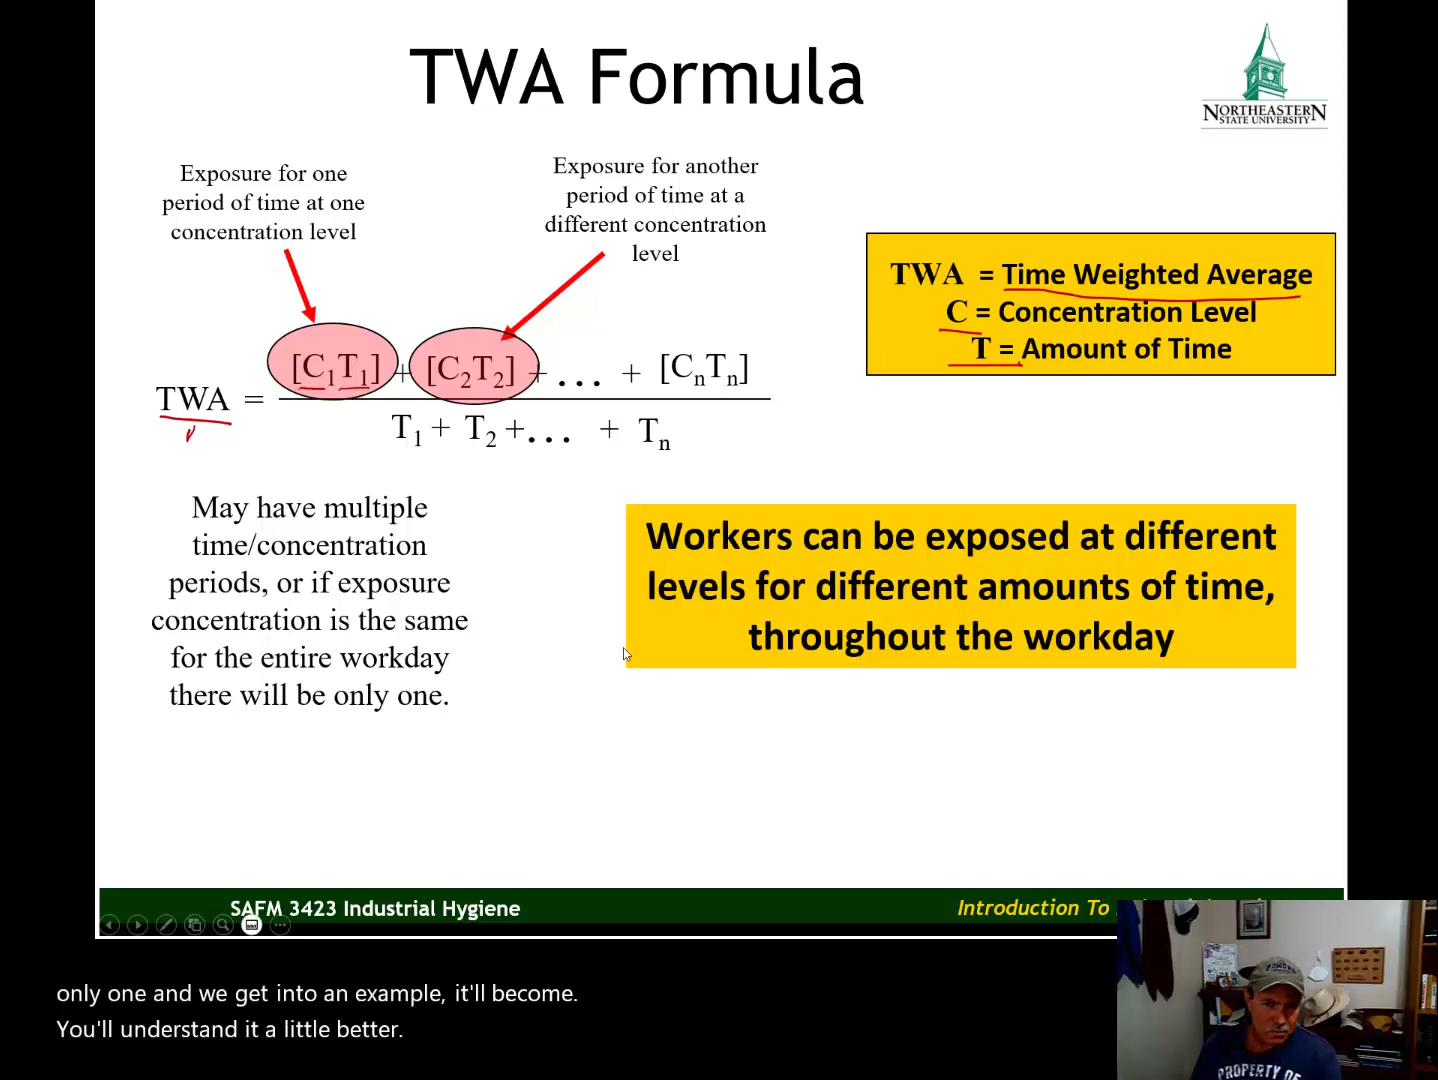 TWA Formula
NORTHEASTERN
STATE UNIVERSITY
Exposure for one
period of time at one
concentration level
Exposure for another
period of time at a
different concentration
level
TWA = Time Weighted Average
C = Concentration Level
T = Amount of Time
[C₁T₁] + [C₂T₂] + ... + [CₙTₙ]
TWA =
T₁ + T₂ +... + Tₙ
May have multiple
time/concentration
periods, or if exposure
concentration is the same
for the entire workday
there will be only one.
Workers can be exposed at different
levels for different amounts of time,
throughout the workday
SAFM 3423 Industrial Hygiene
Introduction To
only one and we get into an example, it'll become.
You'll understand it a little better.
PROPERTY OF